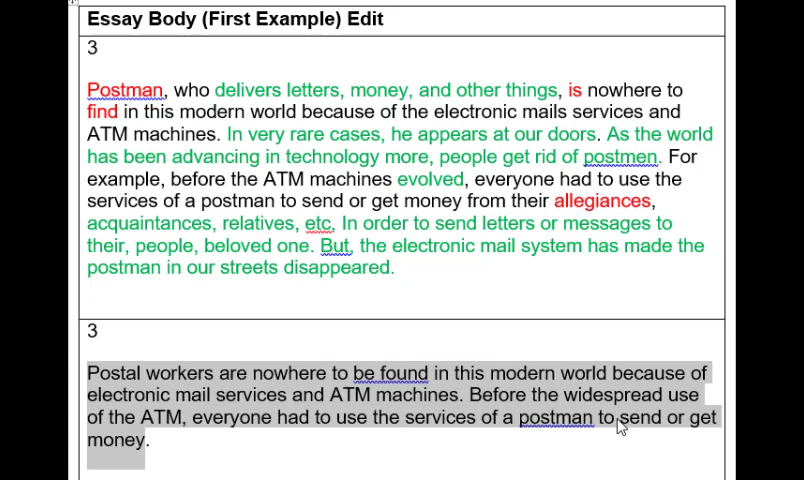 Essay Body (First Example) Edit
3
Postman, who delivers letters, money, and other things, is nowhere to
find in this modern world because of the electronic mails services and
ATM machines. In very rare cases, he appears at our doors. As the world
has been advancing in technology more, people get rid of postmen. For
example, before the ATM machines evolved, everyone had to use the
services of a postman to send or get money from their allegiances,
acquaintances, relatives, etc, In order to send letters or messages to
their, people, beloved one. But, the electronic mail system has made the
postman in our streets disappeared.
3
Postal workers are nowhere to be found in this modern world because of
electronic mail services and ATM machines. Before the widespread use
of the ATM, everyone had to use the services of a postman to send or get
money.